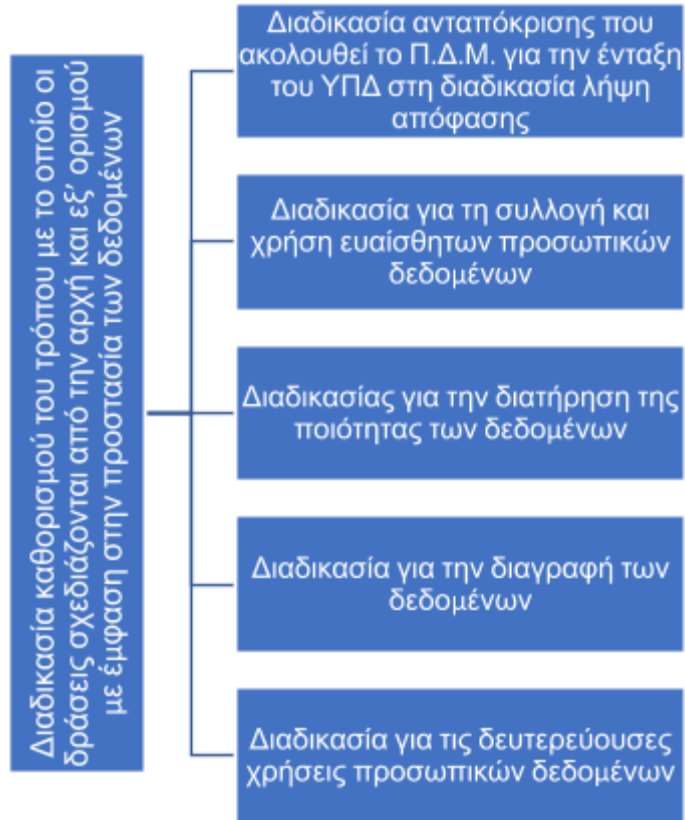 Διαδικασία καθορισμού του τρόπου με το οποίο οι
δράσεις σχεδιάζονται από την αρχή και εξ’ ορισμού
με έμφαση στην προστασία των δεδομένων
Διαδικασία ανταπόκρισης που
ακολουθεί το Π.Δ.Μ. για την ένταξη
του ΥΠΔ στη διαδικασία λήψη
απόφασης
Διαδικασία για τη συλλογή και
χρήση ευαίσθητων προσωπικών
δεδομένων
Διαδικασίας για την διατήρηση της
ποιότητας των δεδομένων
Διαδικασία για την διαγραφή των
δεδομένων
Διαδικασία για τις δευτερεύουσες
χρήσεις προσωπικών δεδομένων